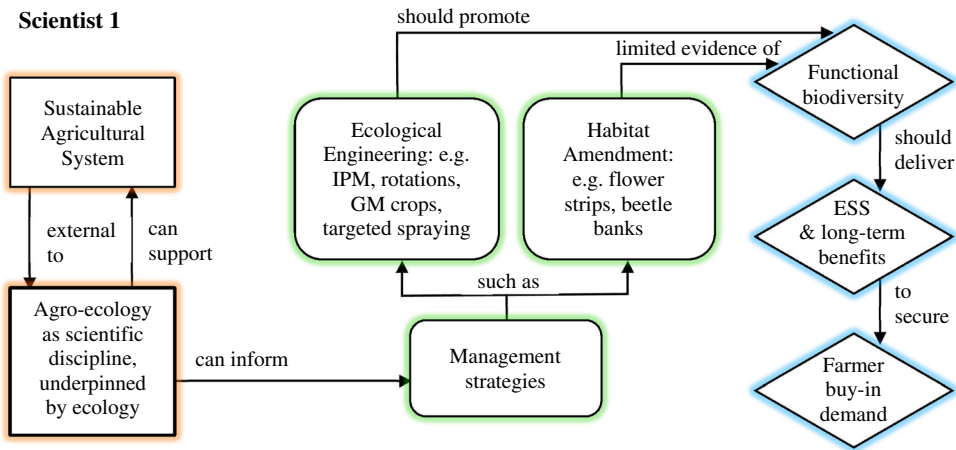 Scientist 1
should promote
limited evidence of
Sustainable
Agricultural
System
Ecological
Engineering: e.g.
IPM, rotations,
GM crops,
targeted spraying
Habitat
Amendment:
e.g. flower
strips, beetle
banks
Functional
biodiversity
should
deliver
external
to
can
support
ESS
& long-term
benefits
such as
to
secure
Agro-ecology
as scientific
discipline,
underpinned
by ecology
can inform
Management
strategies
Farmer
buy-in
demand